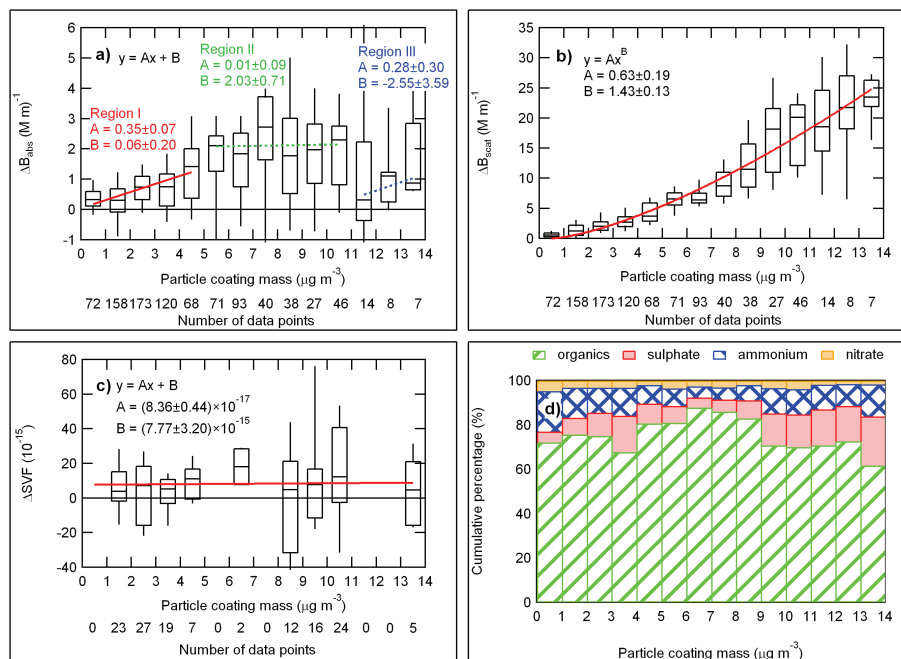 a) y = Ax + B
Region I
A = 0.35±0.07
B = 0.06±0.20
Region II
A = 0.01±0.09
B = 2.03±0.71
Region III
A = 0.28±0.30
B = -2.55±3.59
ΔBabs (M m)-1
6
5
4
3
2
1
0
-1
0 1 2 3 4 5 6 7 8 9 10 11 12 13 14
Particle coating mass (μg m-3)
72 158 173 120 68 71 93 40 38 27 46 14 8 7
Number of data points
b) y = AxB
A = 0.63±0.19
B = 1.43±0.13
ΔBscat (M m)-1
35
30
25
20
15
10
5
0
0 1 2 3 4 5 6 7 8 9 10 11 12 13 14
Particle coating mass (μg m-3)
72 158 173 120 68 71 93 40 38 27 46 14 8 7
Number of data points
c) y = Ax + B
A = (8.36±0.44)×10-17
B = (7.77±3.20)×10-15
ΔSVF (10-15)
80
60
40
20
0
-20
-40
0 1 2 3 4 5 6 7 8 9 10 11 12 13 14
Particle coating mass (μg m-3)
0 23 27 19 7 0 2 0 12 16 24 0 0 5
Number of data points
organics sulphate ammonium nitrate
d)
Cumulative percentage (%)
100
80
60
40
20
0
0 1 2 3 4 5 6 7 8 9 10 11 12 13 14
Particle coating mass (μg m-3)